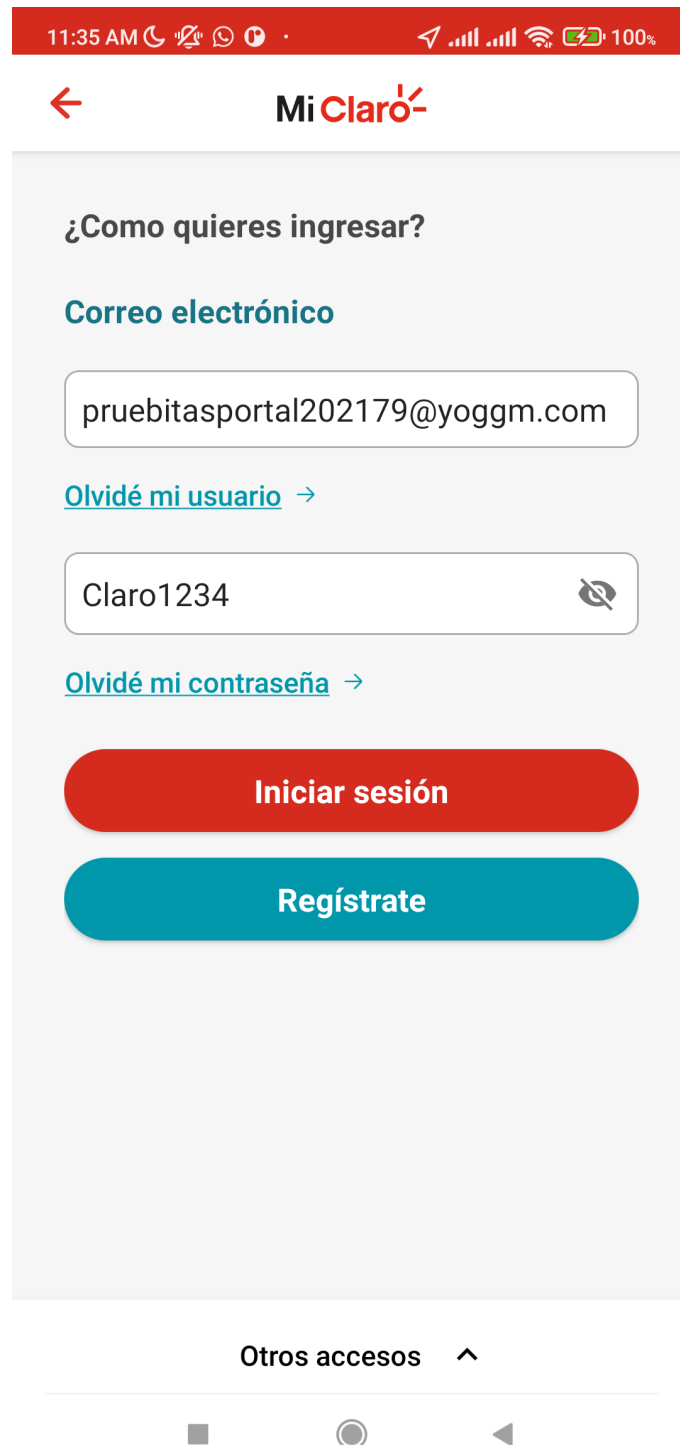 11:35 AM 100%
Mi Claro
¿Como quieres ingresar?
Correo electrónico
pruebitasportal202179@yoggm.com
Olvidé mi usuario →
Claro1234
Olvidé mi contraseña →
Iniciar sesión
Regístrate
Otros accesos